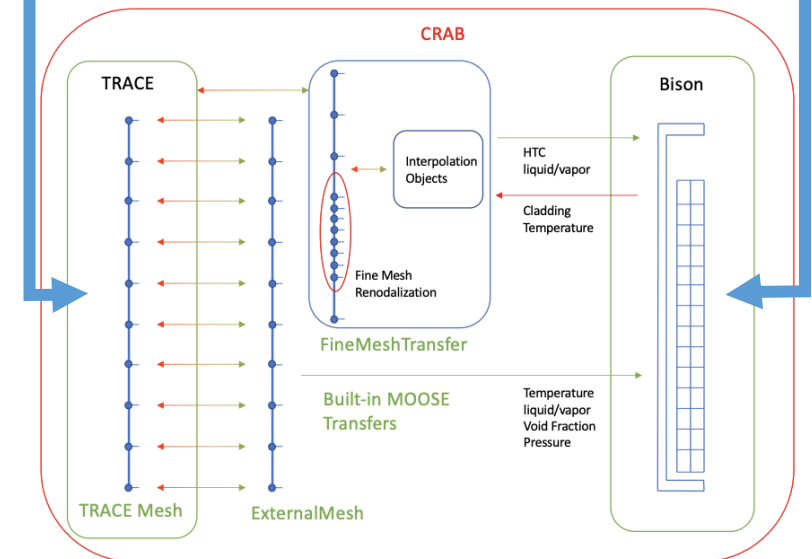 CRAB
TRACE
Bison
Interpolation
Objects
HTC
liquid/vapor
Cladding
Temperature
Fine Mesh
Renodalization
FineMeshTransfer
Built-in MOOSE
Transfers
Temperature
liquid/vapor
Void Fraction
Pressure
TRACE Mesh
ExternalMesh